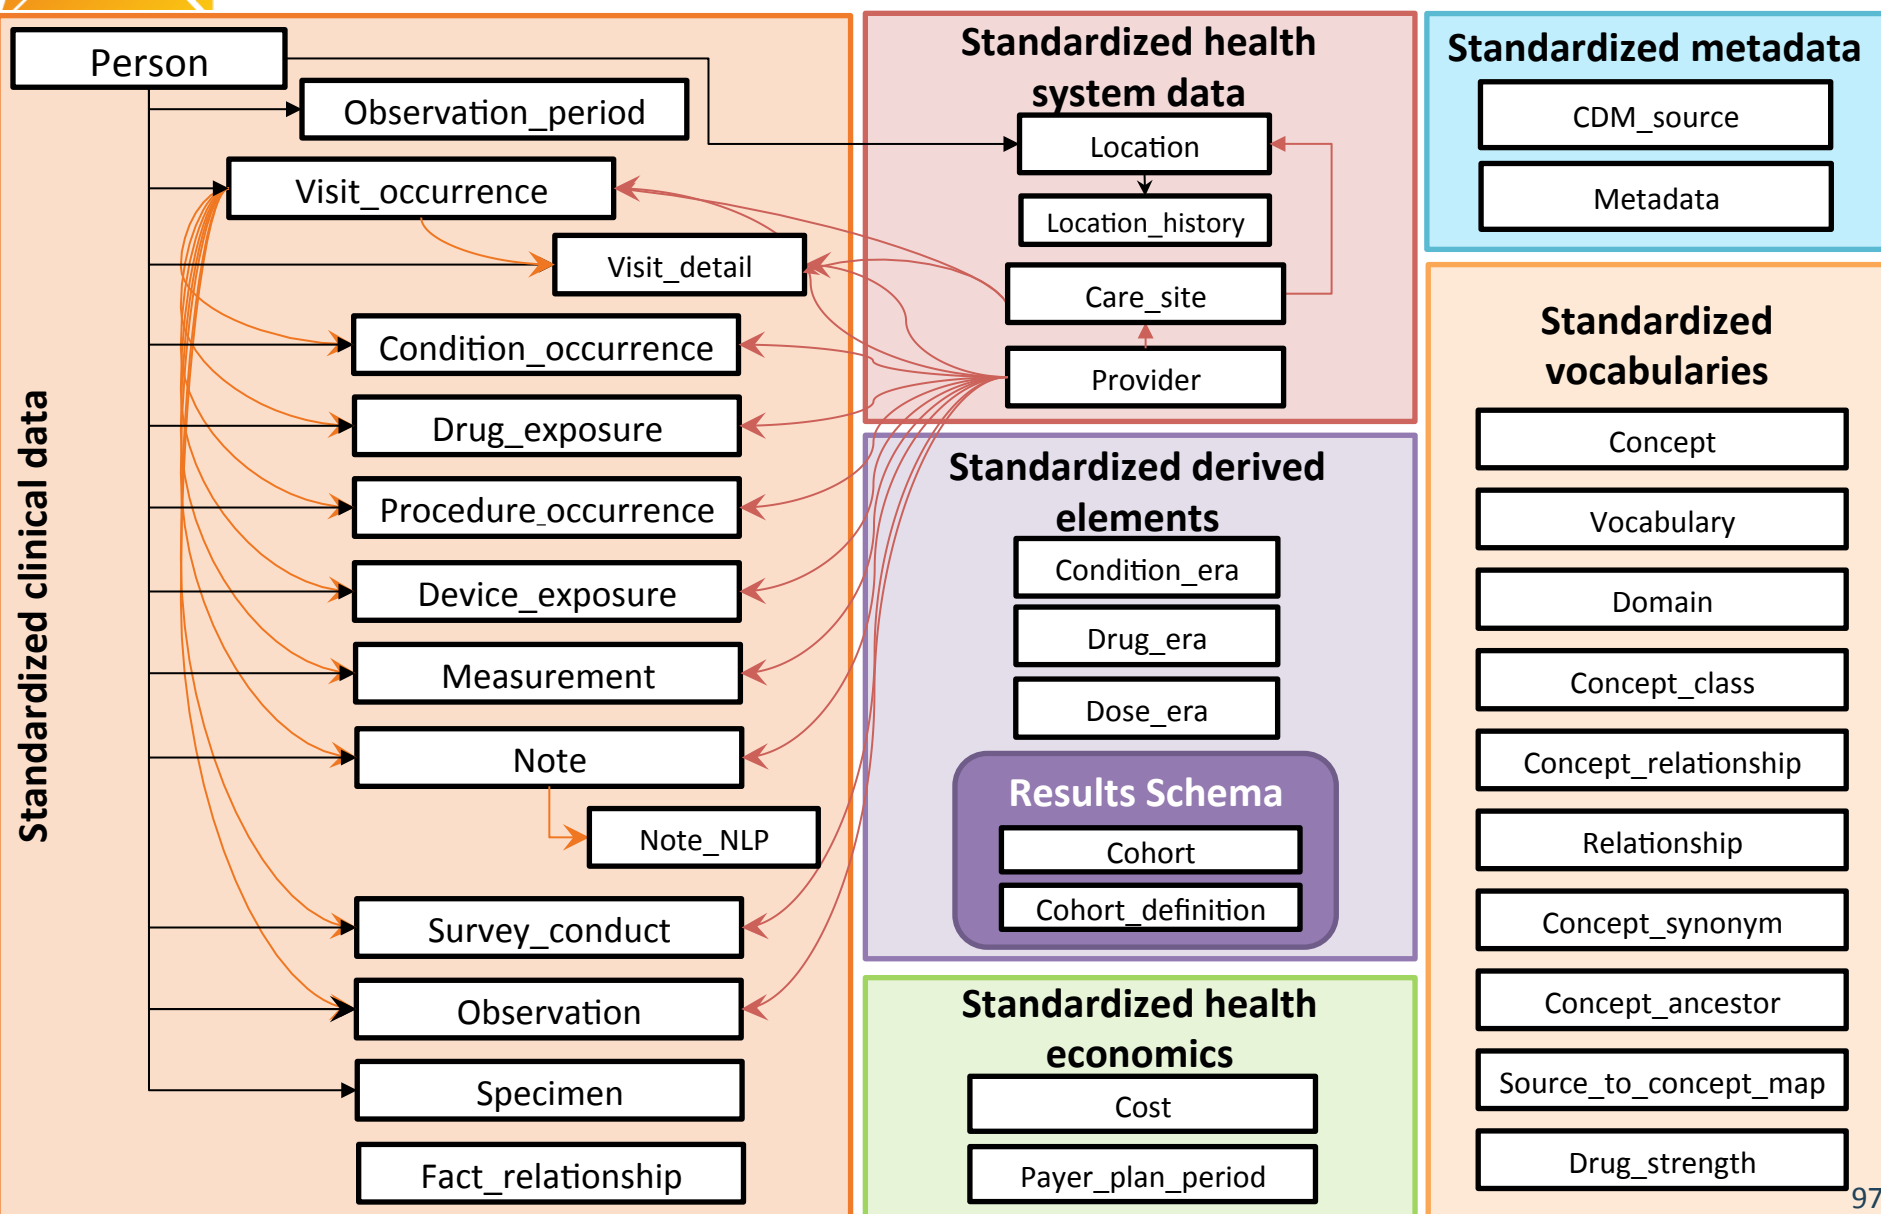 Standardized clinical data
Person
Observation_period
Visit_occurrence
Visit_detail
Condition_occurrence
Drug_exposure
Procedure_occurrence
Device_exposure
Measurement
Note
Note_NLP
Survey_conduct
Observation
Specimen
Fact_relationship
Standardized health
system data
Location
Location_history
Care_site
Provider
Standardized derived
elements
Condition_era
Drug_era
Dose_era
Results Schema
Cohort
Cohort_definition
Standardized health
economics
Cost
Payer_plan_period
Standardized metadata
CDM_source
Metadata
Standardized
vocabularies
Concept
Vocabulary
Domain
Concept_class
Concept_relationship
Relationship
Concept_synonym
Concept_ancestor
Source_to_concept_map
Drug_strength
97